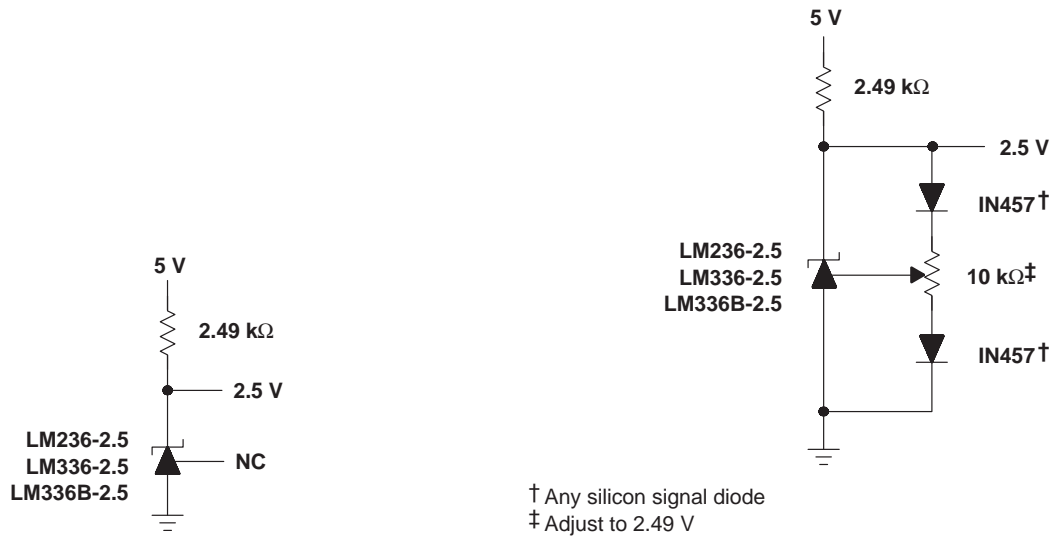 5 V
2.49 kΩ
2.5 V
LM236-2.5
LM336-2.5
LM336B-2.5
NC
5 V
2.49 kΩ
2.5 V
IN457†
LM236-2.5
LM336-2.5
LM336B-2.5
10 kΩ‡
IN457†
† Any silicon signal diode
‡ Adjust to 2.49 V